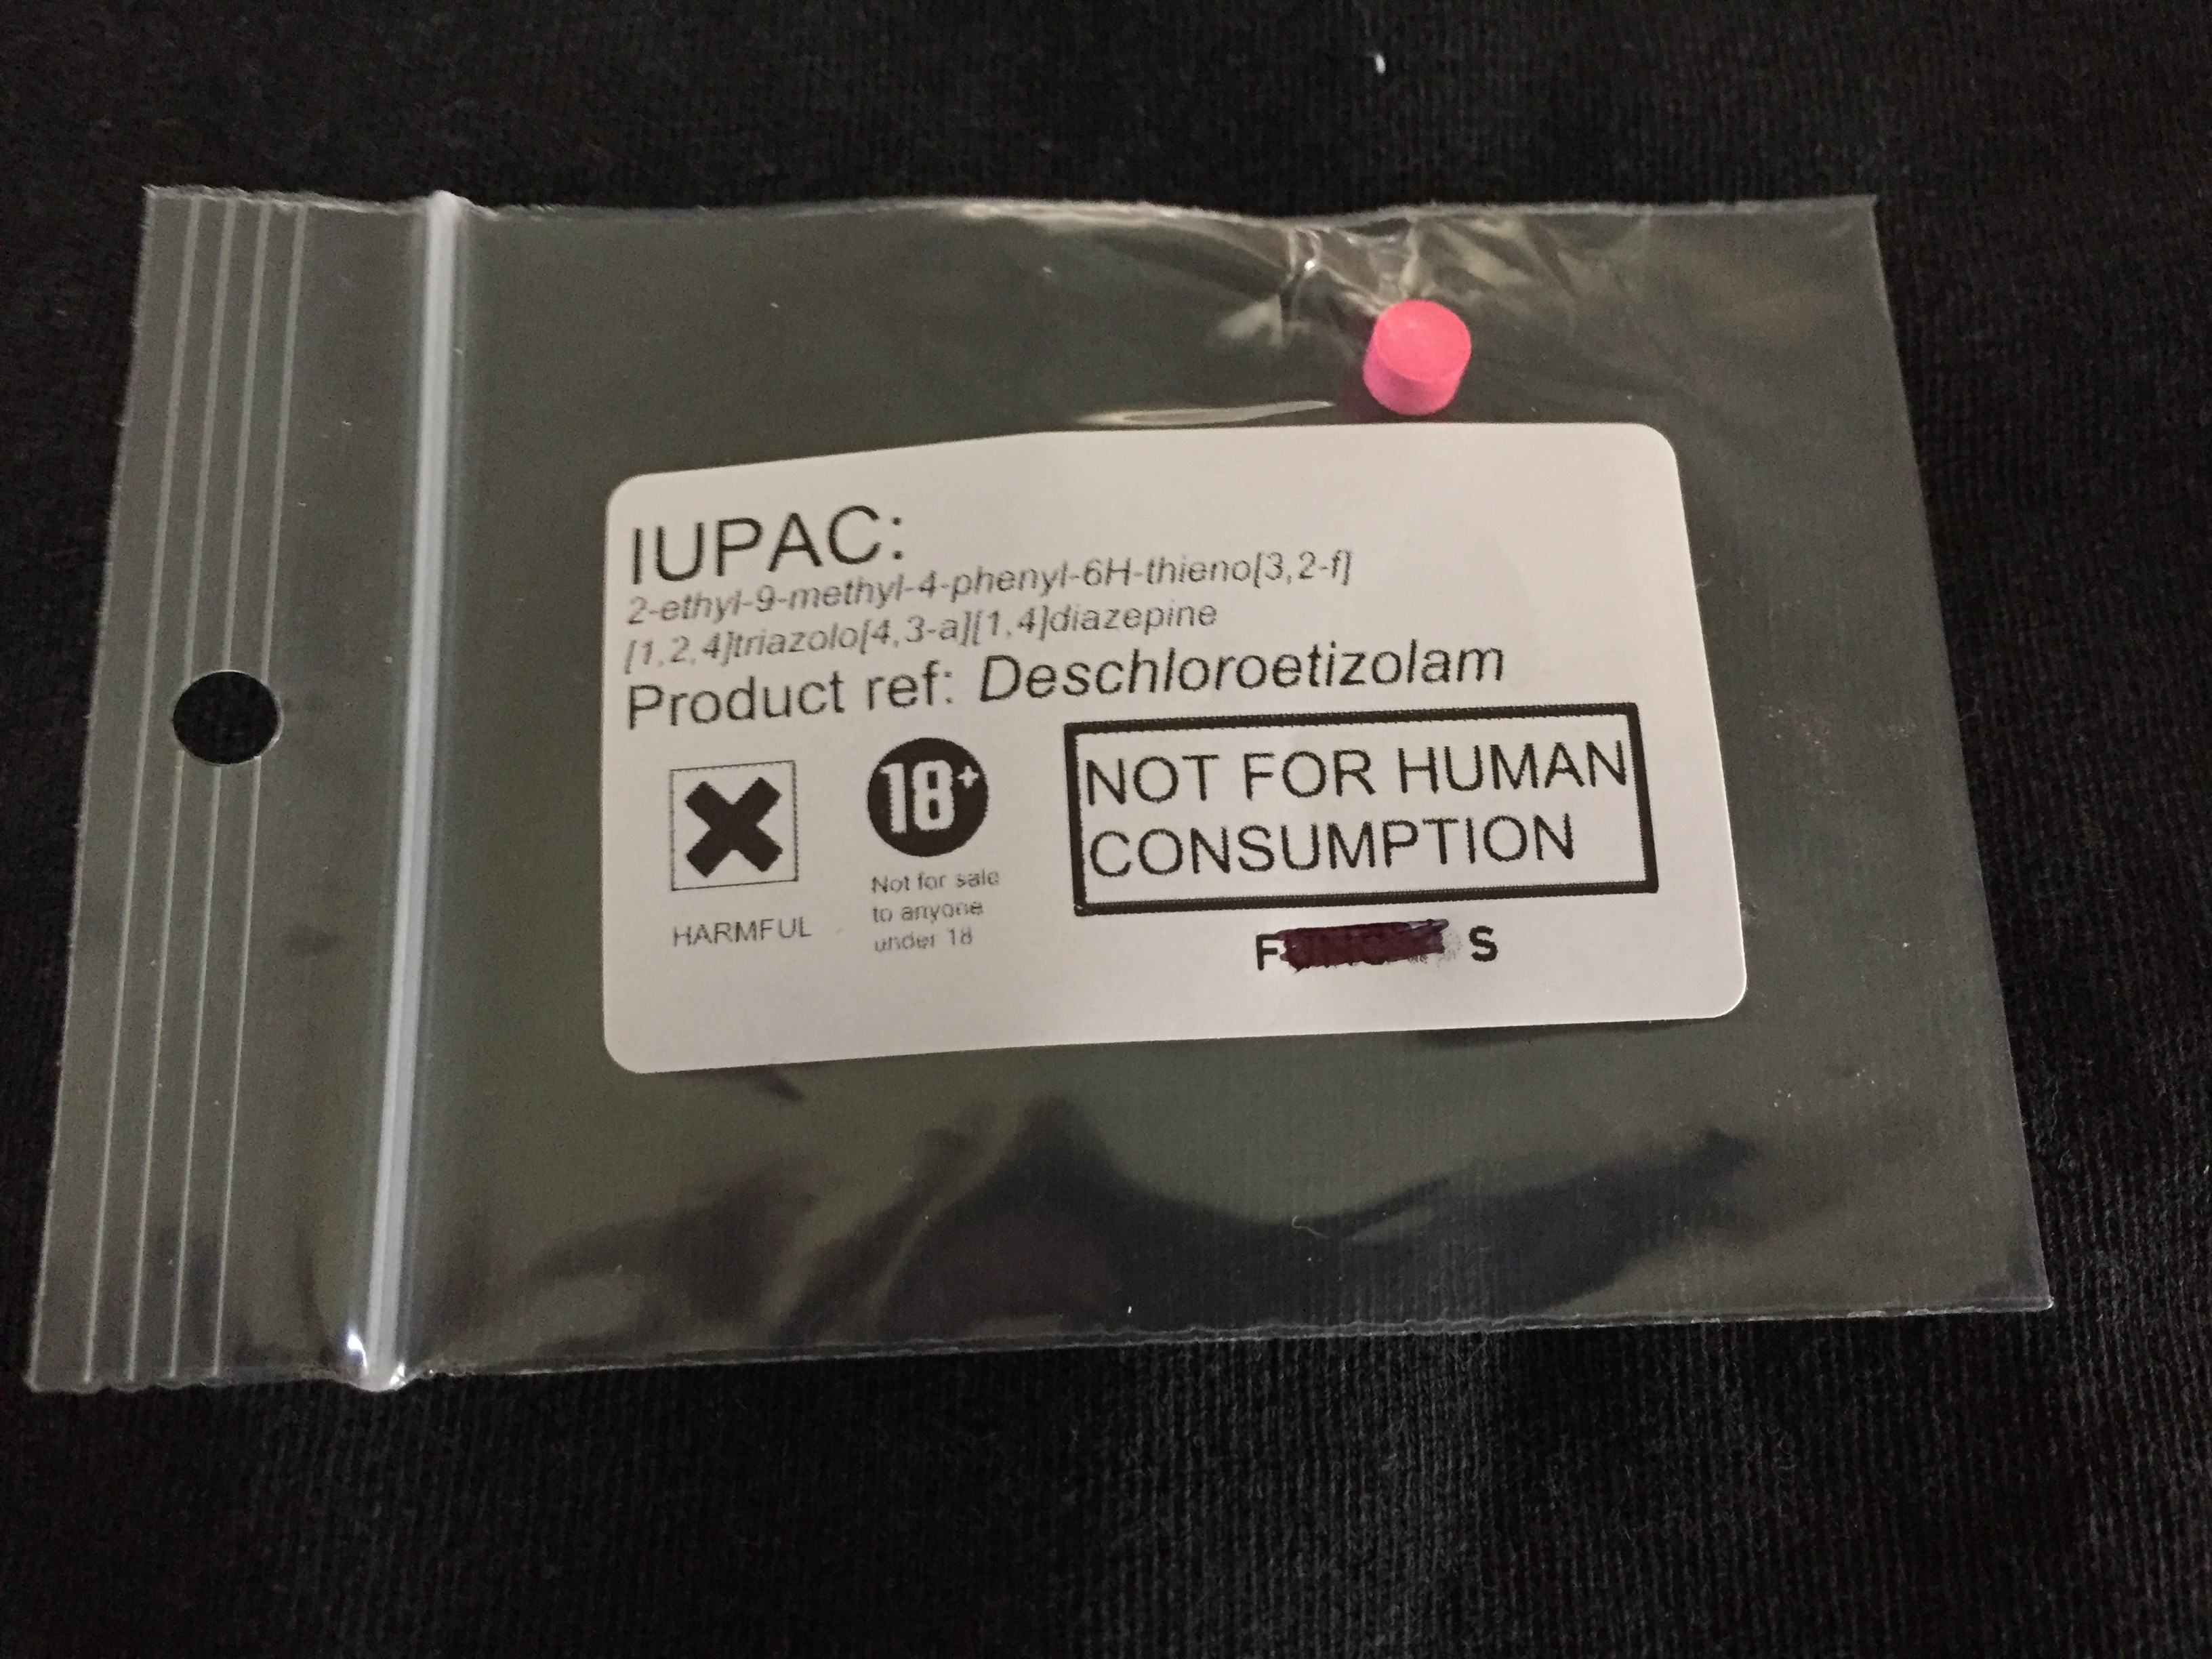 IUPAC:
2-ethyl-9-methyl-4-phenyl-6H-thieno[3,2-f]
[1,2,4]triazolo[4,3-a][1,4]diazepine
Product ref: Deschloroetizolam
18+
NOT FOR HUMAN
CONSUMPTION
HARMFUL
Not for sale
to anyone
under 18
F S